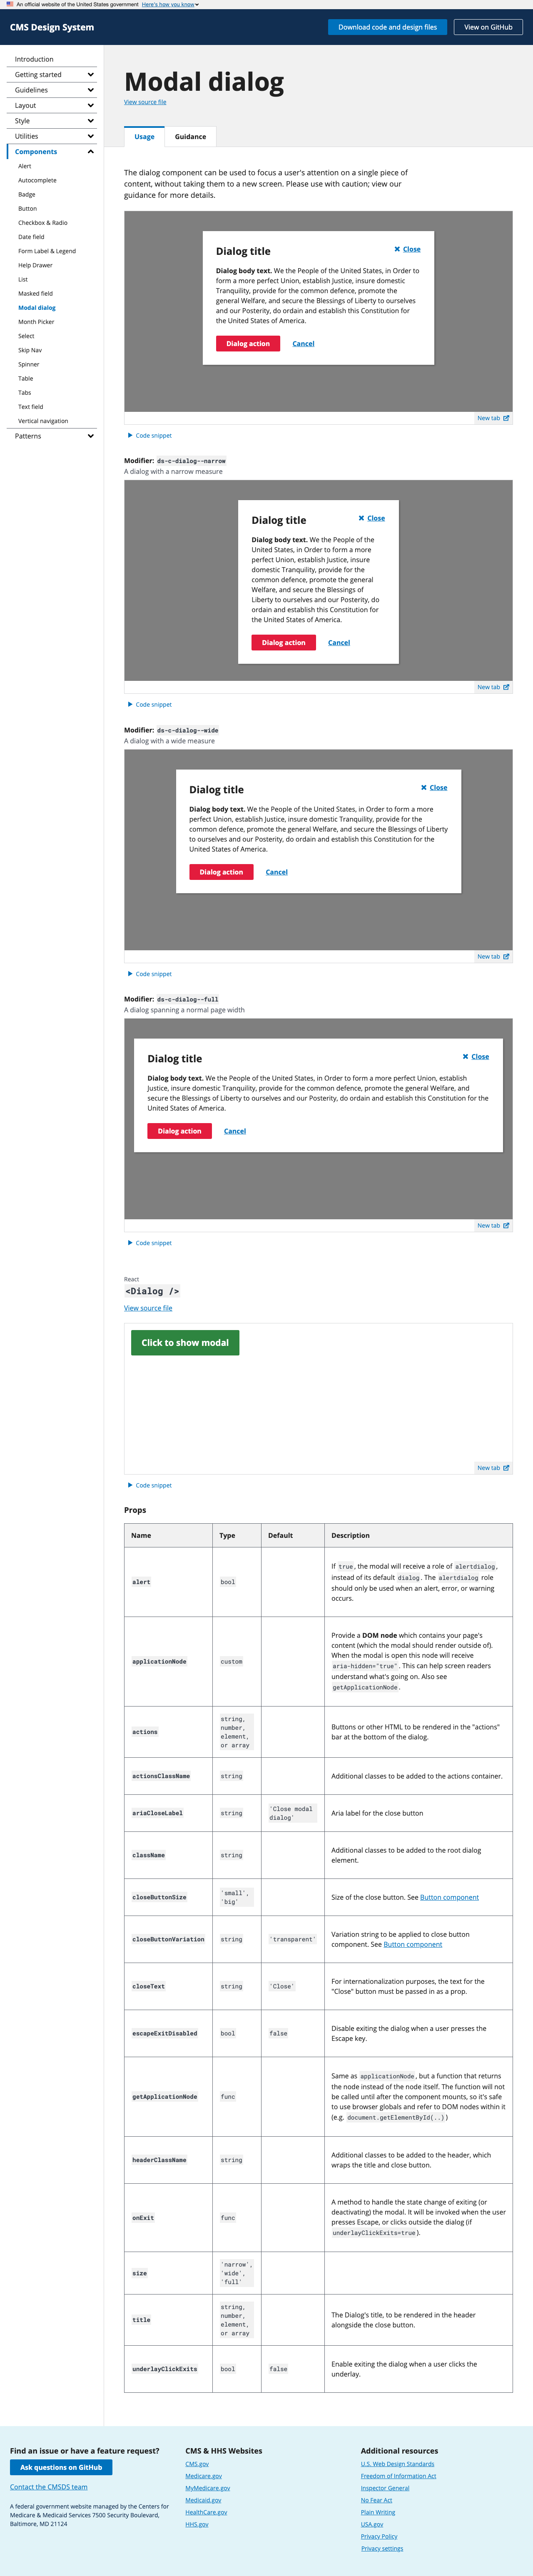 An official website of the United States government Here's how you know
CMS Design System
Download code and design files
View on GitHub
Introduction
Getting started
Guidelines
Layout
Style
Utilities
Components
Alert
Autocomplete
Badge
Button
Checkbox & Radio
Date field
Form Label & Legend
Help Drawer
List
Masked field
Modal dialog
Month Picker
Select
Skip Nav
Spinner
Table
Tabs
Text field
Vertical navigation
Patterns
Modal dialog
View source file
Usage
Guidance
The dialog component can be used to focus a user's attention on a single piece of
content, without taking them to a new screen. Please use with caution; view our
guidance for more details.
Dialog title
Close
Dialog body text. We the People of the United States, in Order to
form a more perfect Union, establish Justice, insure domestic
Tranquility, provide for the common defence, promote the
general Welfare, and secure the Blessings of Liberty to ourselves
and our Posterity, do ordain and establish this Constitution for
the United States of America.
Dialog action
Cancel
New tab
Code snippet
Modifier: ds-c-dialog--narrow
A dialog with a narrow measure
Dialog title
Close
Dialog body text. We the People of the
United States, in Order to form a more
perfect Union, establish Justice, insure
domestic Tranquility, provide for the
common defence, promote the general
Welfare, and secure the Blessings of
Liberty to ourselves and our Posterity, do
ordain and establish this Constitution for
the United States of America.
Dialog action
Cancel
New tab
Code snippet
Modifier: ds-c-dialog--wide
A dialog with a wide measure
Dialog title
Close
Dialog body text. We the People of the United States, in Order to form a more
perfect Union, establish Justice, insure domestic Tranquility, provide for the
common defence, promote the general Welfare, and secure the Blessings of Liberty
to ourselves and our Posterity, do ordain and establish this Constitution for the
United States of America.
Dialog action
Cancel
New tab
Code snippet
Modifier: ds-c-dialog--full
A dialog spanning a normal page width
Dialog title
Close
Dialog body text. We the People of the United States, in Order to form a more perfect Union, establish
Justice, insure domestic Tranquility, provide for the common defence, promote the general Welfare, and
secure the Blessings of Liberty to ourselves and our Posterity, do ordain and establish this Constitution for the
United States of America.
Dialog action
Cancel
New tab
Code snippet
React
<Dialog />
View source file
Click to show modal
New tab
Code snippet
Props
Name Type Default Description
alert bool
If true, the modal will receive a role of alertdialog,
instead of its default dialog. The alertdialog role
should only be used when an alert, error, or warning
occurs.
applicationNode custom
Provide a DOM node which contains your page's
content (which the modal should render outside of).
When the modal is open this node will receive
aria-hidden="true". This can help screen readers
understand what's going on. Also see
getApplicationNode.
actions
string,
number,
element,
or array
Buttons or other HTML to be rendered in the "actions"
bar at the bottom of the dialog.
actionsClassName string
Additional classes to be added to the actions container.
ariaCloseLabel string
'Close modal
dialog'
Aria label for the close button
className string
Additional classes to be added to the root dialog
element.
closeButtonSize
'small',
'big'
Size of the close button. See Button component
closeButtonVariation string 'transparent'
Variation string to be applied to close button
component. See Button component
closeText string 'Close'
For internationalization purposes, the text for the
"Close" button must be passed in as a prop.
escapeExitDisabled bool false
Disable exiting the dialog when a user presses the
Escape key.
getApplicationNode func
Same as applicationNode, but a function that returns
the node instead of the node itself. The function will not
be called until after the component mounts, so it's safe
to use browser globals and refer to DOM nodes within it
(e.g. document.getElementById(..))
headerClassName string
Additional classes to be added to the header, which
wraps the title and close button.
onExit func
A method to handle the state change of exiting (or
deactivating) the modal. It will be invoked when the user
presses Escape, or clicks outside the dialog (if
underlayClickExits=true).
size
'narrow',
'wide',
'full'
title
string,
number,
element,
or array
The Dialog's title, to be rendered in the header
alongside the close button.
underlayClickExits bool false
Enable exiting the dialog when a user clicks the
underlay.
Find an issue or have a feature request?
Ask questions on GitHub
Contact the CMSDS team
A federal government website managed by the Centers for
Medicare & Medicaid Services 7500 Security Boulevard,
Baltimore, MD 21124
CMS & HHS Websites
CMS.gov
Medicare.gov
MyMedicare.gov
Medicaid.gov
HealthCare.gov
HHS.gov
Additional resources
U.S. Web Design Standards
Freedom of Information Act
Inspector General
No Fear Act
Plain Writing
USA.gov
Privacy Policy
Privacy settings